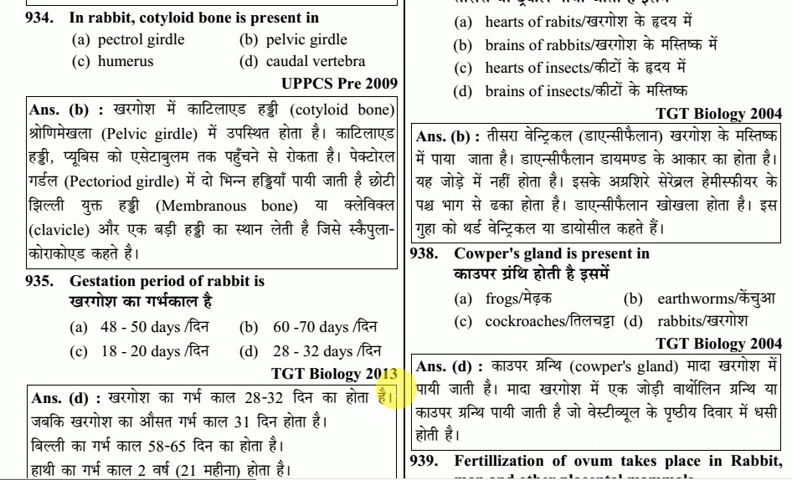 934. In rabbit, cotyloid bone is present in
(a) pectrol girdle (b) pelvic girdle
(c) humerus (d) caudal vertebra
UPPCS Pre 2009
Ans. (b) : खरगोश में काटिलाएड हड्डी (cotyloid bone)
श्रोणिमेखला (Pelvic girdle) में उपस्थित होता है। काटिलाएड
हड्डी, प्यूबिस को एसेटाबुलम तक पहुँचने से रोकता है। पेक्टोरल
गर्डल (Pectoriod girdle) में दो भिन्न हड्डियाँ पायी जाती है छोटी
झिल्ली युक्त हड्डी (Membranous bone) या क्लेविक्ल
(clavicle) और एक बड़ी हड्डी का स्थान लेती है जिसे स्कैपुला-
कोराकोएड कहते है।
935. Gestation period of rabbit is
खरगोश का गर्भकाल है
(a) 48 - 50 days /दिन (b) 60 -70 days /दिन
(c) 18 - 20 days /दिन (d) 28 - 32 days /दिन
TGT Biology 2013
Ans. (d) : खरगोश का गर्भ काल 28-32 दिन का होता है।
जबकि खरगोश का औसत गर्भ काल 31 दिन होता है।
बिल्ली का गर्भ काल 58-65 दिन का होता है।
हाथी का गर्भ काल 2 वर्ष (21 महीना) होता है।
(a) hearts of rabits/खरगोश के हृदय में
(b) brains of rabbits/खरगोश के मस्तिष्क में
(c) hearts of insects/कीटों के हृदय में
(d) brains of insects/कीटों के मस्तिष्क
TGT Biology 2004
Ans. (b) : तीसरा वेन्ट्रिकल (डाएन्सीफैलान) खरगोश के मस्तिष्क
में पाया जाता है। डाएन्सीफैलान डायमण्ड के आकार का होता है।
यह जोड़े में नहीं होता है। इसके अग्रशिरे सेरेब्रल हेमीस्फीयर के
पश्च भाग से ढका होता है। डाएन्सीफैलान खोखला होता है। इस
गुहा को थर्ड वेन्ट्रिकल या डायोसील कहते हैं।
938. Cowper's gland is present in
काउपर ग्रंथि होती है इसमें
(a) frogs/मेढ़क (b) earthworms/केंचुआ
(c) cockroaches/तिलचट्टा (d) rabbits/खरगोश
TGT Biology 2004
Ans. (d) : काउपर ग्रन्थि (cowper's gland) मादा खरगोश में
पायी जाती है। मादा खरगोश में एक जोड़ी वार्थोलिन ग्रन्थि या
काउपर ग्रन्थि पायी जाती है जो वेस्टीव्यूल के पृष्ठीय दिवार में धसी
होती है।
939. Fertillization of ovum takes place in Rabbit,